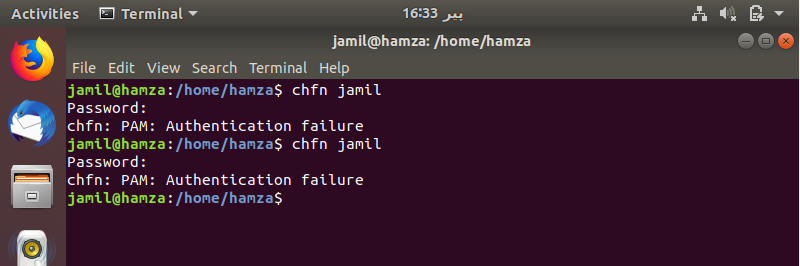 Activities Terminal 16:33 پیر
jamil@hamza: /home/hamza
File Edit View Search Terminal Help
jamil@hamza:/home/hamza$ chfn jamil
Password:
chfn: PAM: Authentication failure
jamil@hamza:/home/hamza$ chfn jamil
Password:
chfn: PAM: Authentication failure
jamil@hamza:/home/hamza$